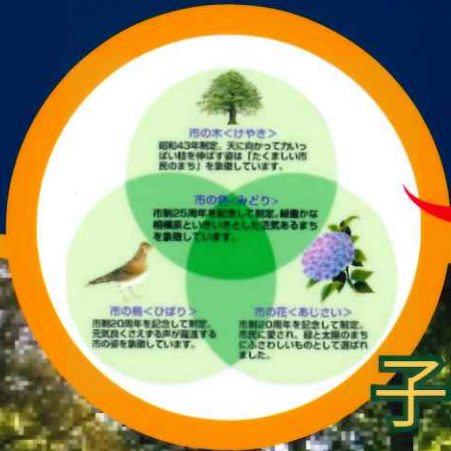 市の木<けやき>
昭和43年制定。天に向かって力いっ
ぱい枝を伸ばす姿は「たくましい市
民のまち」を象徴しています。
市の色<みどり>
市制25周年を記念して制定。緑豊かな
相模原といきいきとした活気あるまち
を象徴しています。
市の鳥<ひばり>
市制20周年を記念して制定。
元気良くさえずる声が躍進する
市の姿を象徴しています。
市の花<あじさい>
市制20周年を記念して制定。
市民に愛され、緑と太陽のまち
にふさわしいものとして選ばれ
ました。
子